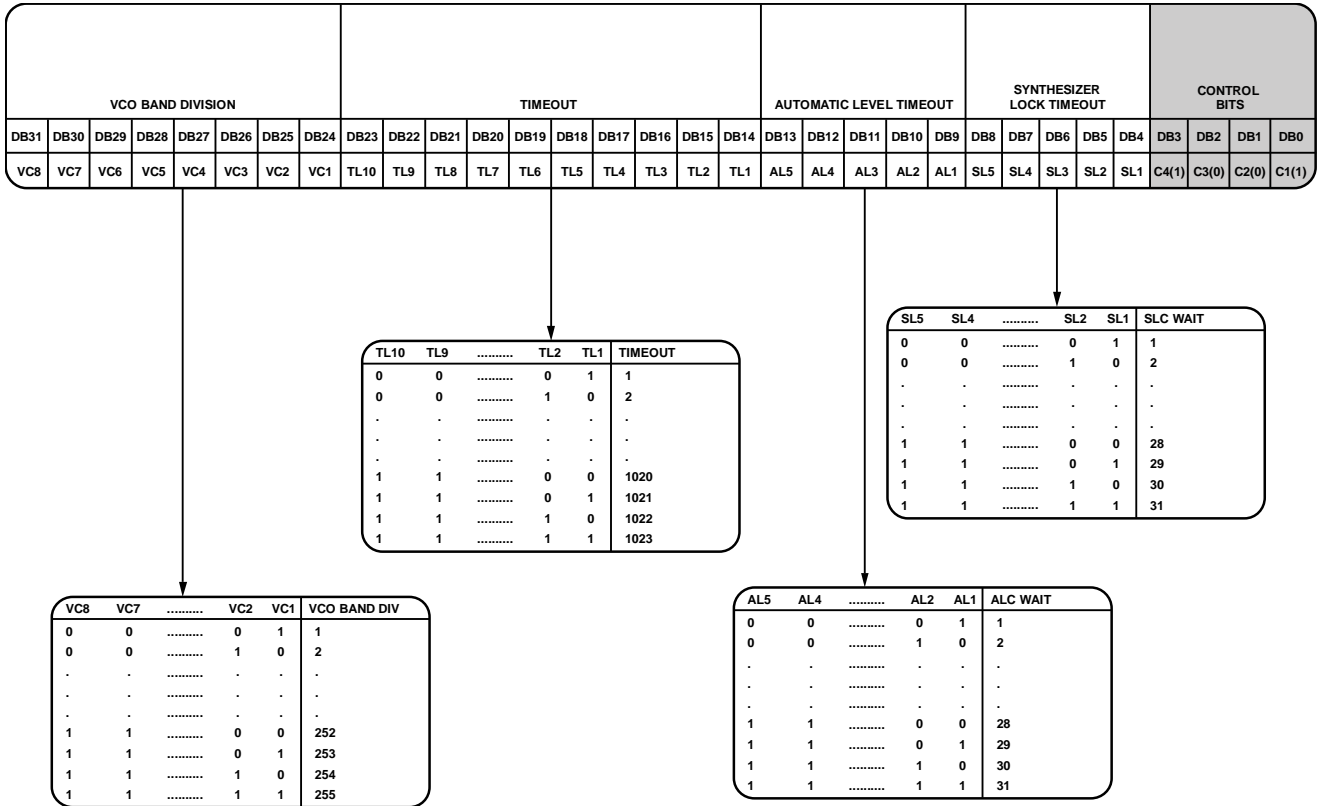 VCO BAND DIVISION TIMEOUT AUTOMATIC LEVEL TIMEOUT SYNTHESIZER LOCK TIMEOUT CONTROL BITS
DB31 DB30 DB29 DB28 DB27 DB26 DB25 DB24 DB23 DB22 DB21 DB20 DB19 DB18 DB17 DB16 DB15 DB14 DB13 DB12 DB11 DB10 DB9 DB8 DB7 DB6 DB5 DB4 DB3 DB2 DB1 DB0
VC8 VC7 VC6 VC5 VC4 VC3 VC2 VC1 TL10 TL9 TL8 TL7 TL6 TL5 TL4 TL3 TL2 TL1 AL5 AL4 AL3 AL2 AL1 SL5 SL4 SL3 SL2 SL1 C4(1) C3(0) C2(0) C1(1)
SL5 SL4 .......... SL2 SL1 SLC WAIT
0 0 .......... 0 1 1
0 0 .......... 1 0 2
. . .......... . . .
. . .......... . . .
. . .......... . . .
1 1 .......... 0 0 28
1 1 .......... 0 1 29
1 1 .......... 1 0 30
1 1 .......... 1 1 31
TL10 TL9 .......... TL2 TL1 TIMEOUT
0 0 .......... 0 1 1
0 0 .......... 1 0 2
. . .......... . . .
. . .......... . . .
. . .......... . . .
1 1 .......... 0 0 1020
1 1 .......... 0 1 1021
1 1 .......... 1 0 1022
1 1 .......... 1 1 1023
VC8 VC7 .......... VC2 VC1 VCO BAND DIV
0 0 .......... 0 1 1
0 0 .......... 1 0 2
. . .......... . . .
. . .......... . . .
. . .......... . . .
1 1 .......... 0 0 252
1 1 .......... 0 1 253
1 1 .......... 1 0 254
1 1 .......... 1 1 255
AL5 AL4 .......... AL2 AL1 ALC WAIT
0 0 .......... 0 1 1
0 0 .......... 1 0 2
. . .......... . . .
. . .......... . . .
. . .......... . . .
1 1 .......... 0 0 28
1 1 .......... 0 1 29
1 1 .......... 1 0 30
1 1 .......... 1 1 31